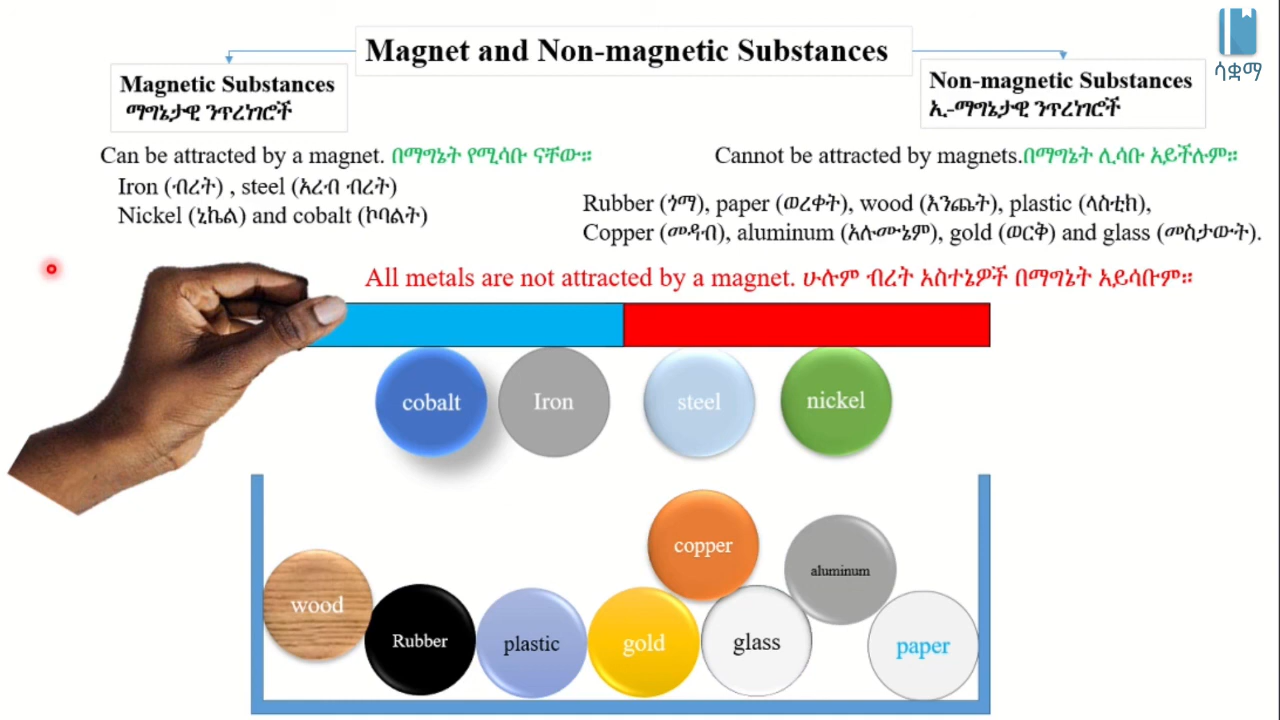 Magnet and Non-magnetic Substances
ሳቋማ
Magnetic Substances
ማግኔታዊ ንጥረነገሮች
Non-magnetic Substances
ኢ-ማግኔታዊ ንጥረነገሮች
Can be attracted by a magnet. በማግኔት የሚሳቡ ናቸው።
Iron (ብረት) , steel (አረብ ብረት)
Nickel (ኒኬል) and cobalt (ኮባልት)
Cannot be attracted by magnets.በማግኔት ሊሳቡ አይችሉም።
Rubber (ጎማ), paper (ወረቀት), wood (እንጨት), plastic (ላስቲክ),
Copper (መዳብ), aluminum (አሉሙኔም), gold (ወርቅ) and glass (መስታውት).
All metals are not attracted by a magnet. ሁሉም ብረት አስተኔዎች በማግኔት አይሳቡም።
cobalt
Iron
steel
nickel
copper
aluminum
wood
Rubber
plastic
gold
glass
paper